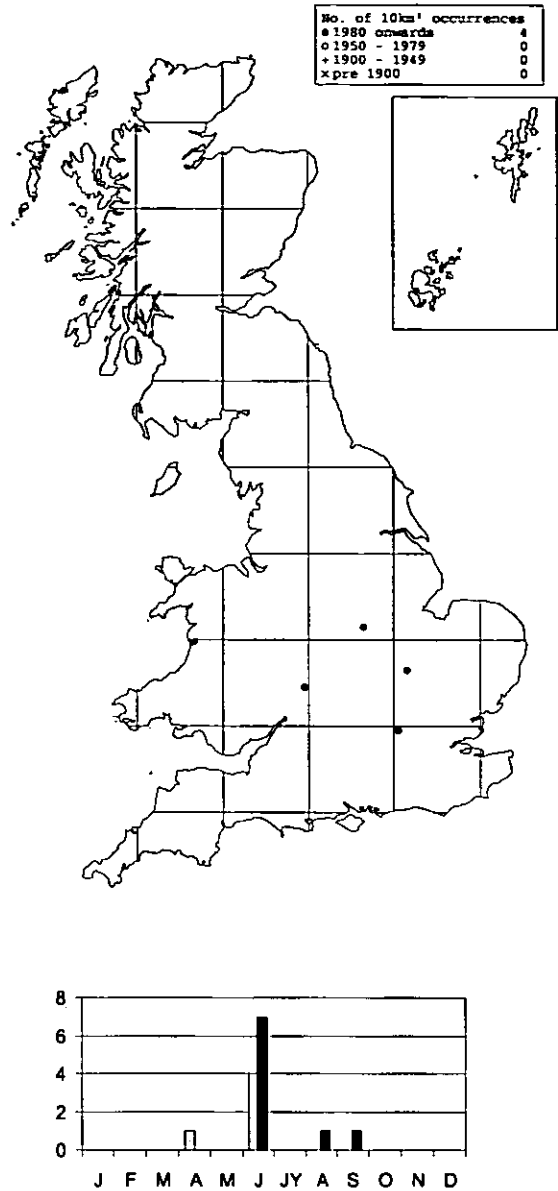 No. of 10km² occurrences
●1980 onwards 4
○1950 - 1979 0
+1900 - 1949 0
×pre 1900 0
8
6
4
2
0
J F M A M J JY A S O N D